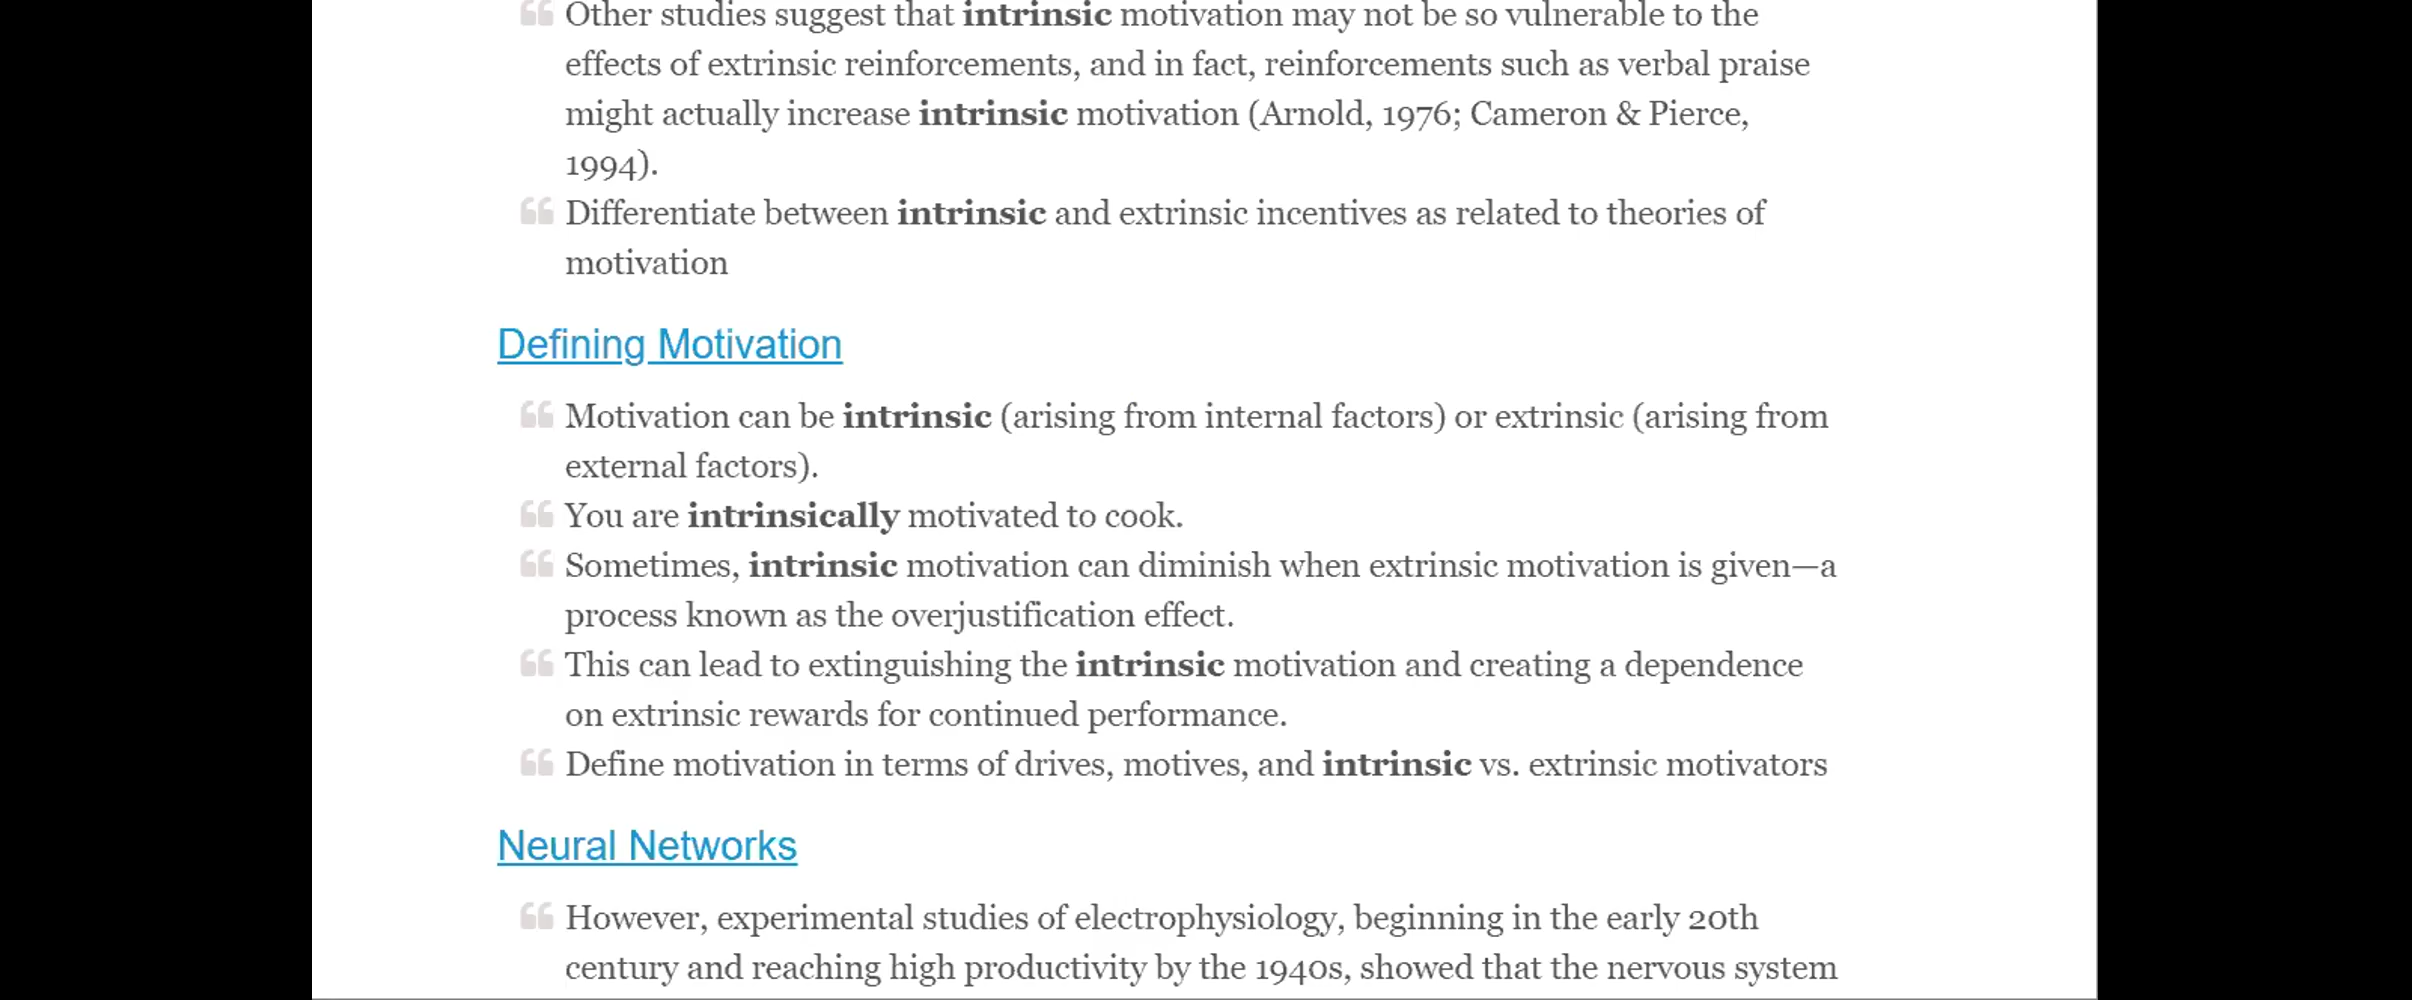 Other studies suggest that intrinsic motivation may not be so vulnerable to the
effects of extrinsic reinforcements, and in fact, reinforcements such as verbal praise
might actually increase intrinsic motivation (Arnold, 1976; Cameron & Pierce,
1994).
Differentiate between intrinsic and extrinsic incentives as related to theories of
motivation
Defining Motivation
Motivation can be intrinsic (arising from internal factors) or extrinsic (arising from
external factors).
You are intrinsically motivated to cook.
Sometimes, intrinsic motivation can diminish when extrinsic motivation is given—a
process known as the overjustification effect.
This can lead to extinguishing the intrinsic motivation and creating a dependence
on extrinsic rewards for continued performance.
Define motivation in terms of drives, motives, and intrinsic vs. extrinsic motivators
Neural Networks
However, experimental studies of electrophysiology, beginning in the early 20th
century and reaching high productivity by the 1940s, showed that the nervous system